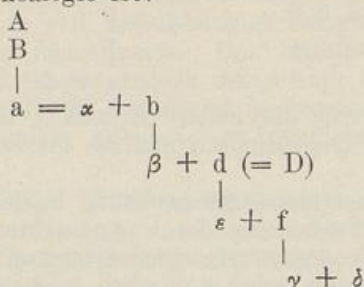 A
B
|
a = α + b
|
β + d (= D)
|
ε + f
|
γ + δ